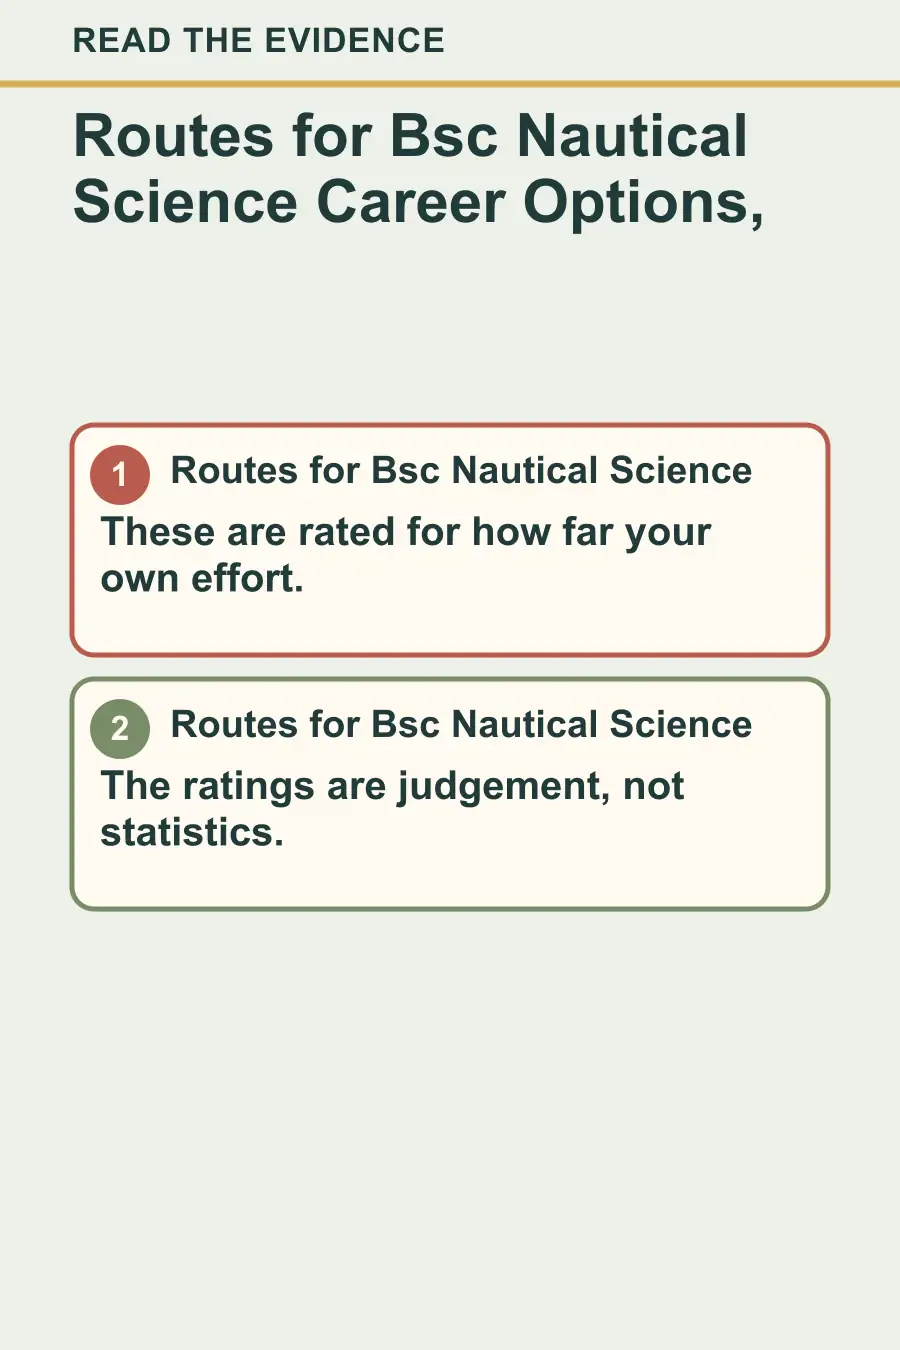 READ THE EVIDENCE
Routes for Bsc Nautical
Science Career Options,
1 Routes for Bsc Nautical Science
These are rated for how far your
own effort.
2 Routes for Bsc Nautical Science
The ratings are judgement, not
statistics.